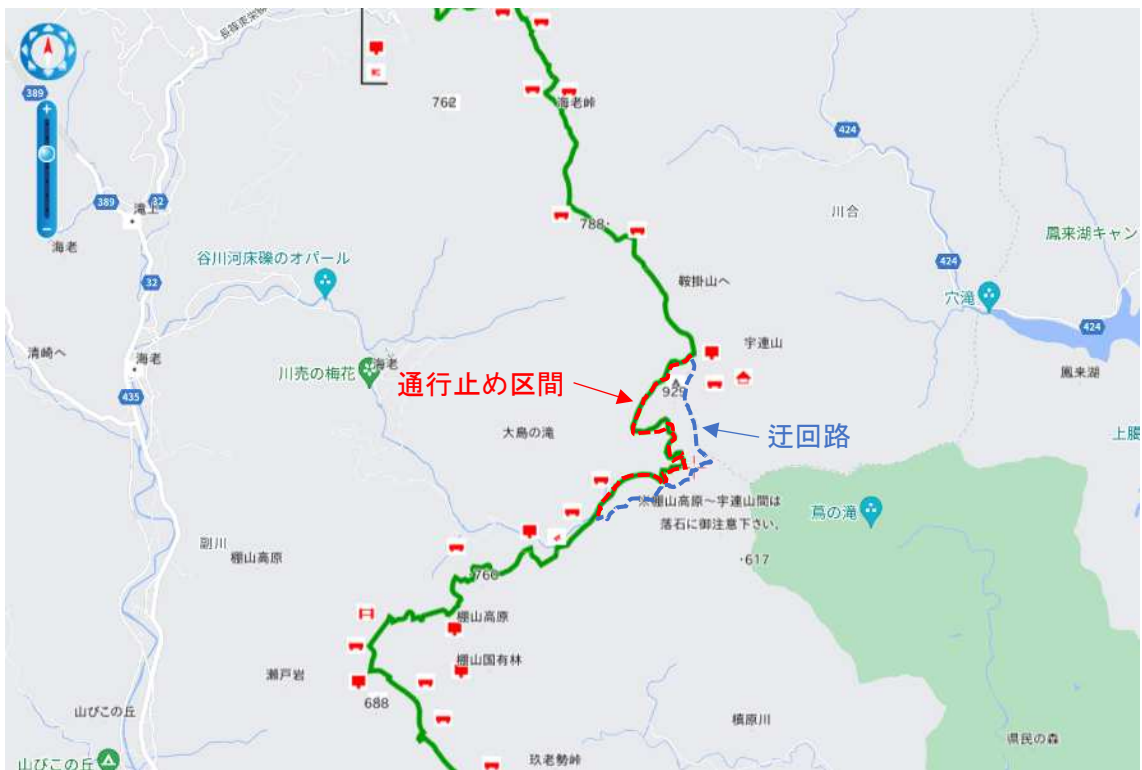 長篠東栄線
389
762
海老峠
424
389
32
滝上
788
川合
海老
鳳来湖キャン
谷川河床礫のオパール
424
鞍掛山へ
32
穴滝
424
清崎へ
海老
海老
川売の梅花
宇連山
鳳来湖
通行止め区間
929
435
大島の滝
迂回路
上臈
※棚山高原～宇連山間は
落石に御注意下さい。
蔦の滝
副川
棚山高原
・617
760
棚山高原
棚山国有林
瀬戸岩
688
山びこの丘
槙原川
県民の森
山びこの丘
玖老勢峠